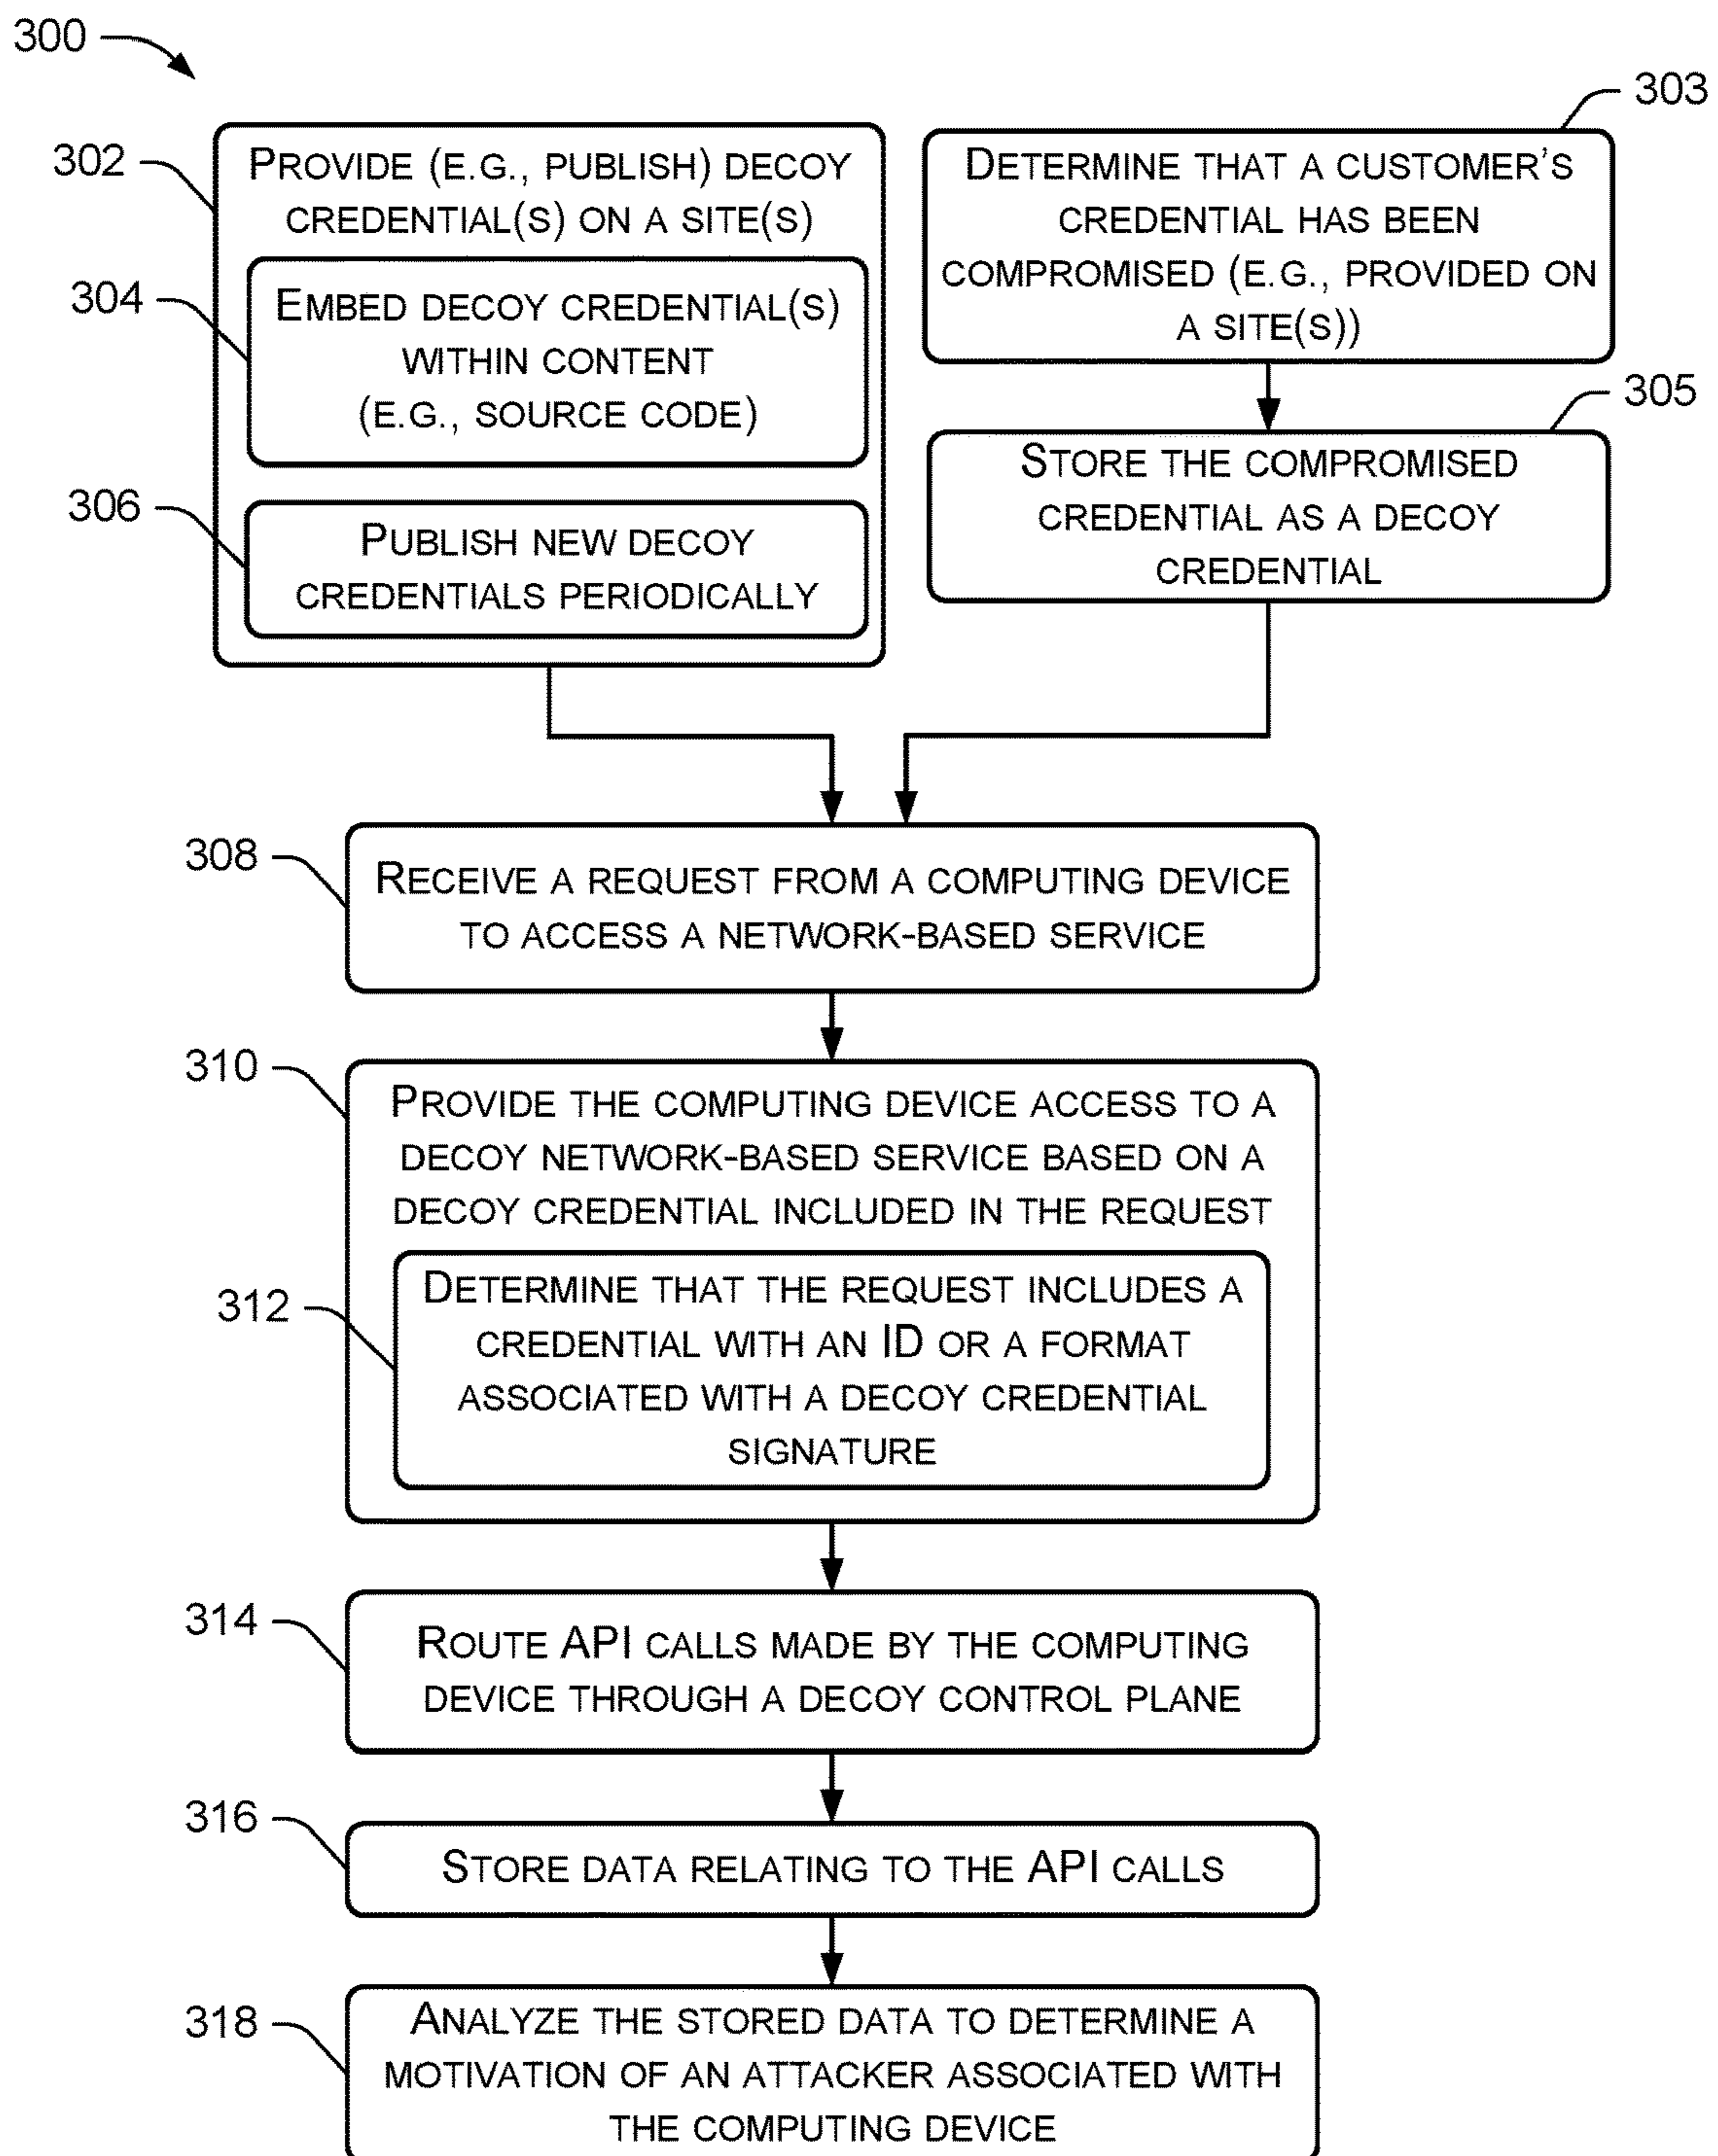 300
302
PROVIDE (E.G., PUBLISH) DECOY
CREDENTIAL(S) ON A SITE(S)
304
EMBED DECOY CREDENTIAL(S)
WITHIN CONTENT
(E.G., SOURCE CODE)
306
PUBLISH NEW DECOY
CREDENTIALS PERIODICALLY
303
DETERMINE THAT A CUSTOMER'S
CREDENTIAL HAS BEEN
COMPROMISED (E.G., PROVIDED ON
A SITE(S))
305
STORE THE COMPROMISED
CREDENTIAL AS A DECOY
CREDENTIAL
308
RECEIVE A REQUEST FROM A COMPUTING DEVICE
TO ACCESS A NETWORK-BASED SERVICE
310
PROVIDE THE COMPUTING DEVICE ACCESS TO A
DECOY NETWORK-BASED SERVICE BASED ON A
DECOY CREDENTIAL INCLUDED IN THE REQUEST
312
DETERMINE THAT THE REQUEST INCLUDES A
CREDENTIAL WITH AN ID OR A FORMAT
ASSOCIATED WITH A DECOY CREDENTIAL
SIGNATURE
314
ROUTE API CALLS MADE BY THE COMPUTING
DEVICE THROUGH A DECOY CONTROL PLANE
316
STORE DATA RELATING TO THE API CALLS
318
ANALYZE THE STORED DATA TO DETERMINE A
MOTIVATION OF AN ATTACKER ASSOCIATED WITH
THE COMPUTING DEVICE